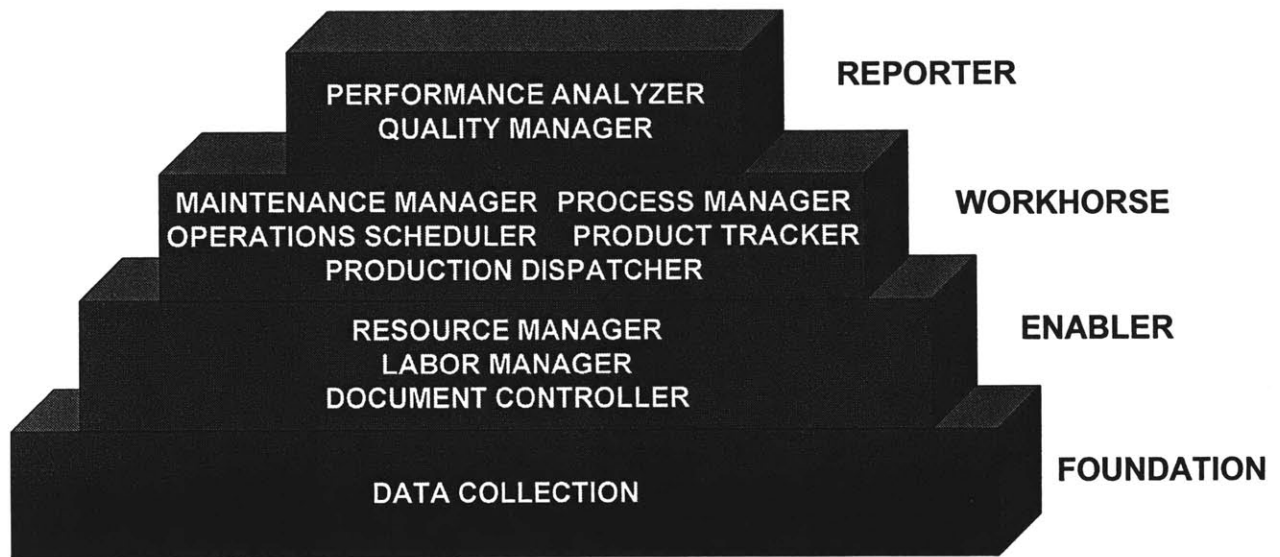 PERFORMANCE ANALYZER
QUALITY MANAGER
REPORTER
MAINTENANCE MANAGER PROCESS MANAGER
OPERATIONS SCHEDULER PRODUCT TRACKER
PRODUCTION DISPATCHER
WORKHORSE
RESOURCE MANAGER
LABOR MANAGER
DOCUMENT CONTROLLER
ENABLER
DATA COLLECTION
FOUNDATION